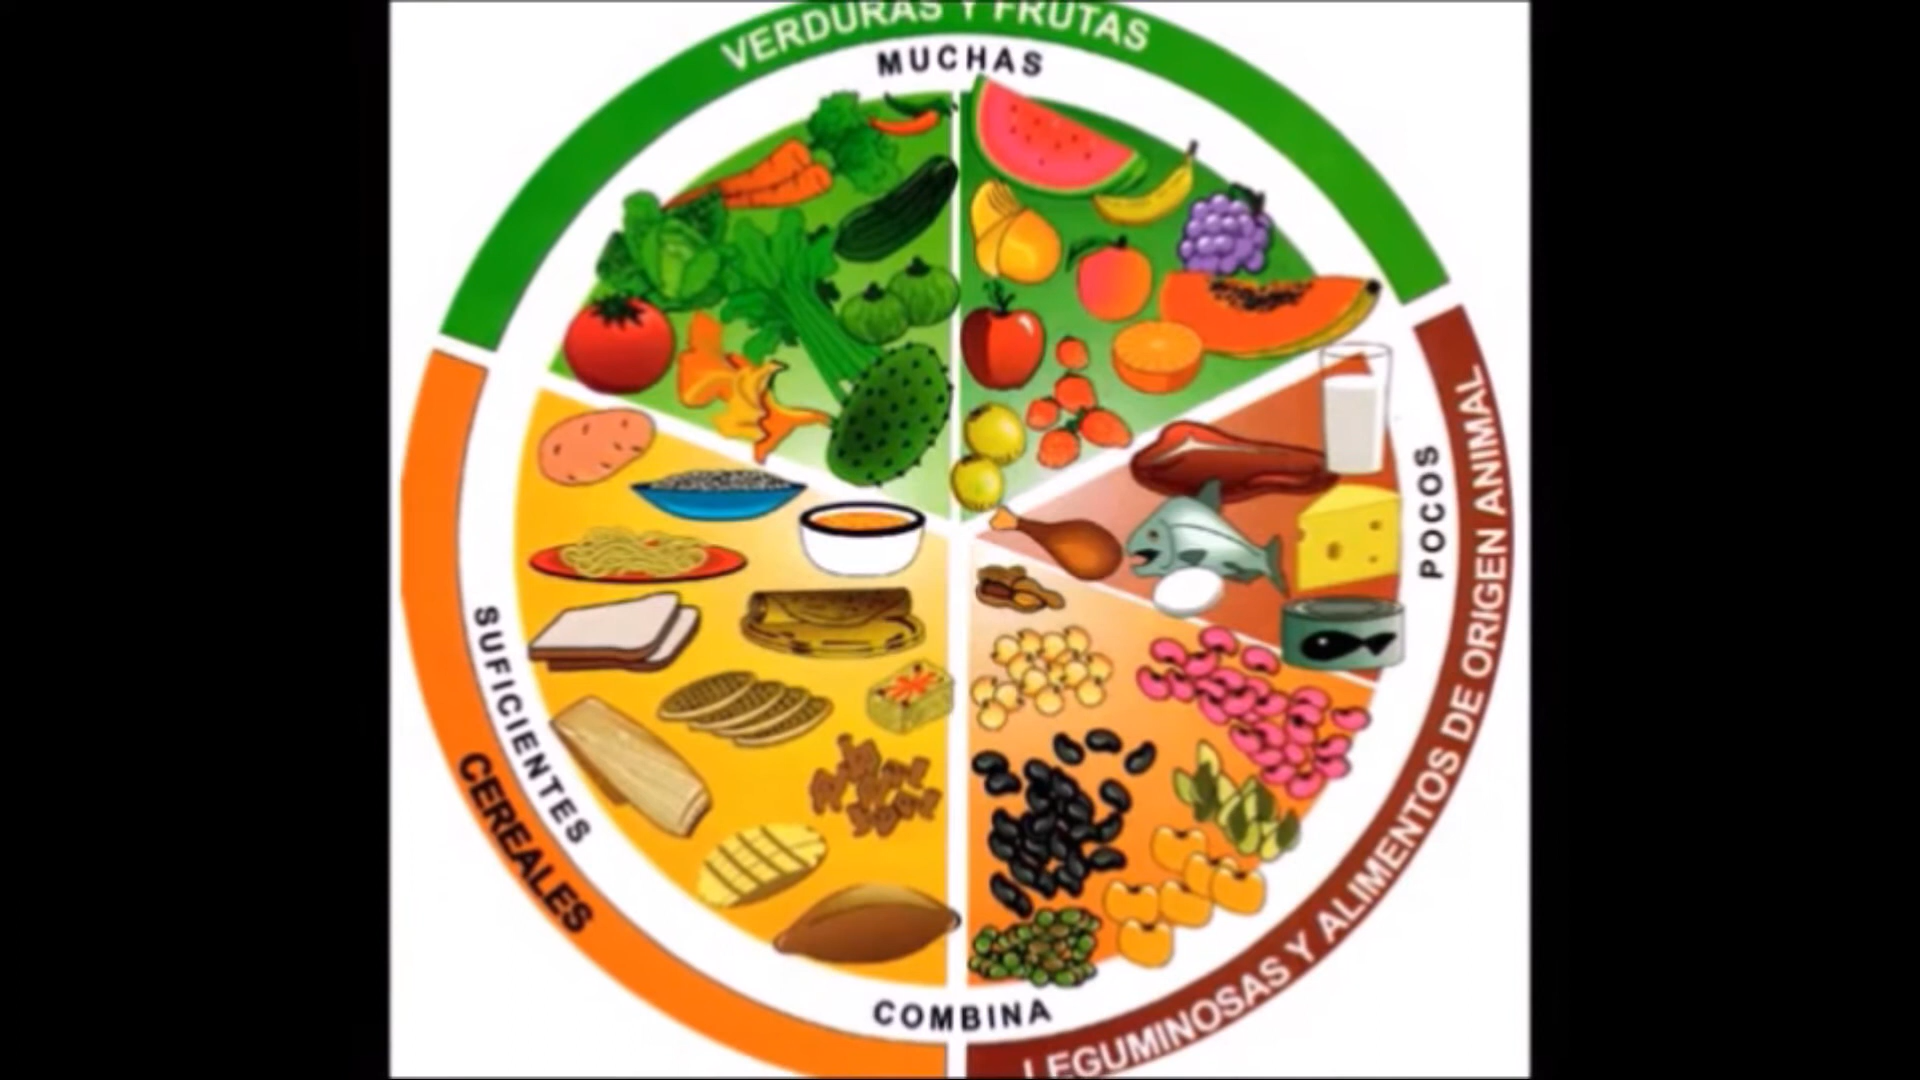 VERDURAS Y FRUTAS
MUCHAS
POCOS
LEGUMINOSAS Y ALIMENTOS DE ORIGEN ANIMAL
SUFICIENTES
CEREALES
COMBINA